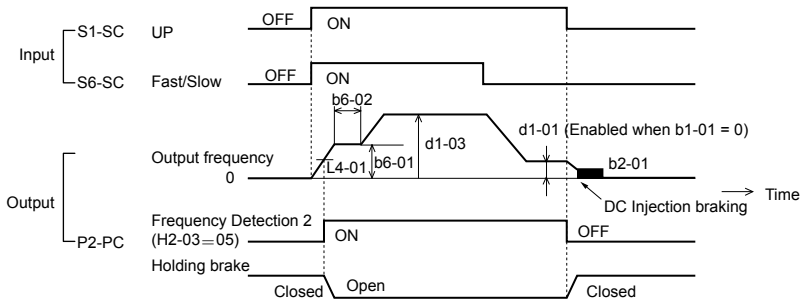 OFF ON
Input S1-SC UP
S6-SC Fast/Slow OFF ON
b6-02
d1-03
d1-01 (Enabled when b1-01 = 0)
Output frequency
0
L4-01 b6-01
b2-01
DC Injection braking
Time
Output
P2-PC Frequency Detection 2
(H2-03=05)
ON OFF
Holding brake
Closed Open Closed